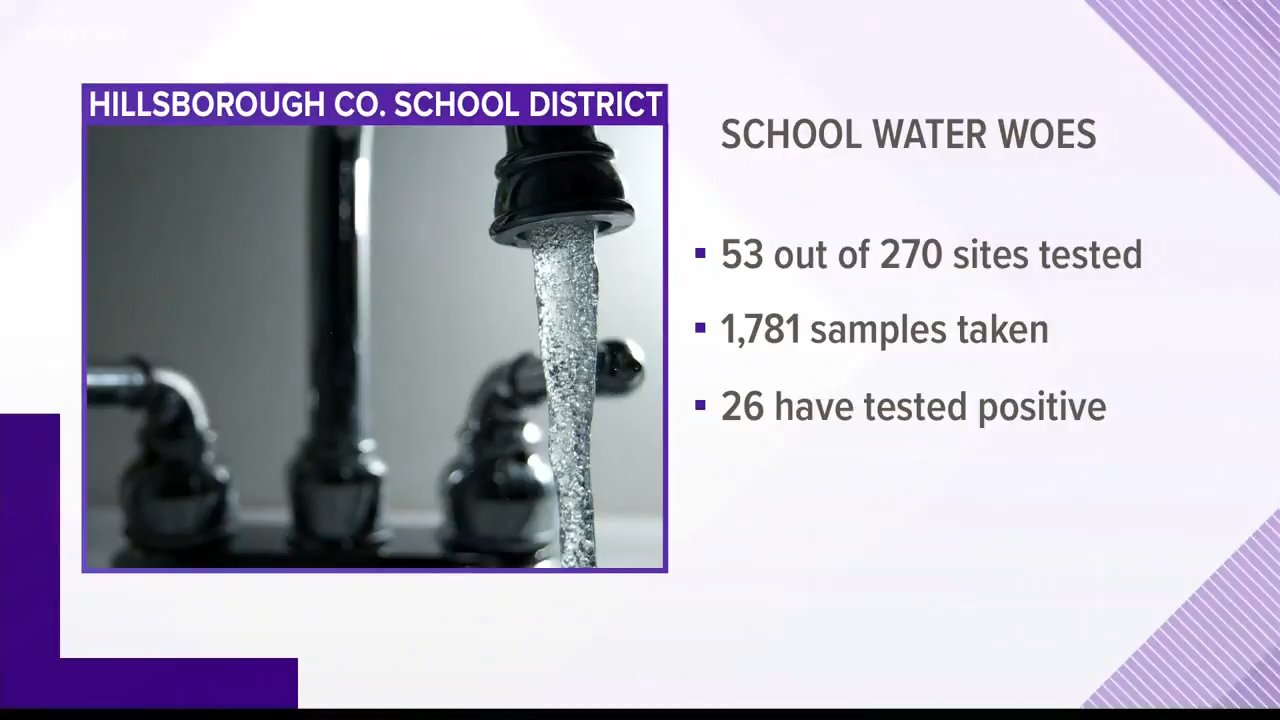 HILLSBOROUGH CO. SCHOOL DISTRICT
SCHOOL WATER WOES
53 out of 270 sites tested
1,781 samples taken
26 have tested positive